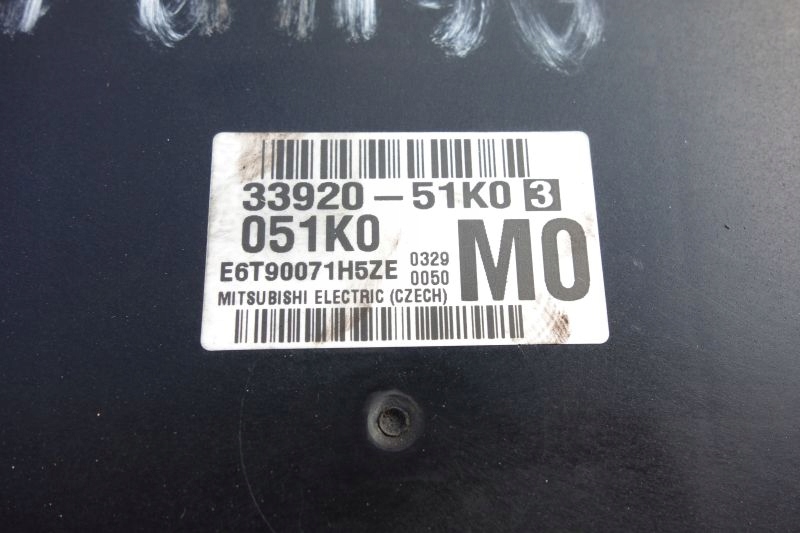 33920-51K0 3
051K0
M0
E6T90071H5ZE
0329
0050
MITSUBISHI ELECTRIC (CZECH)